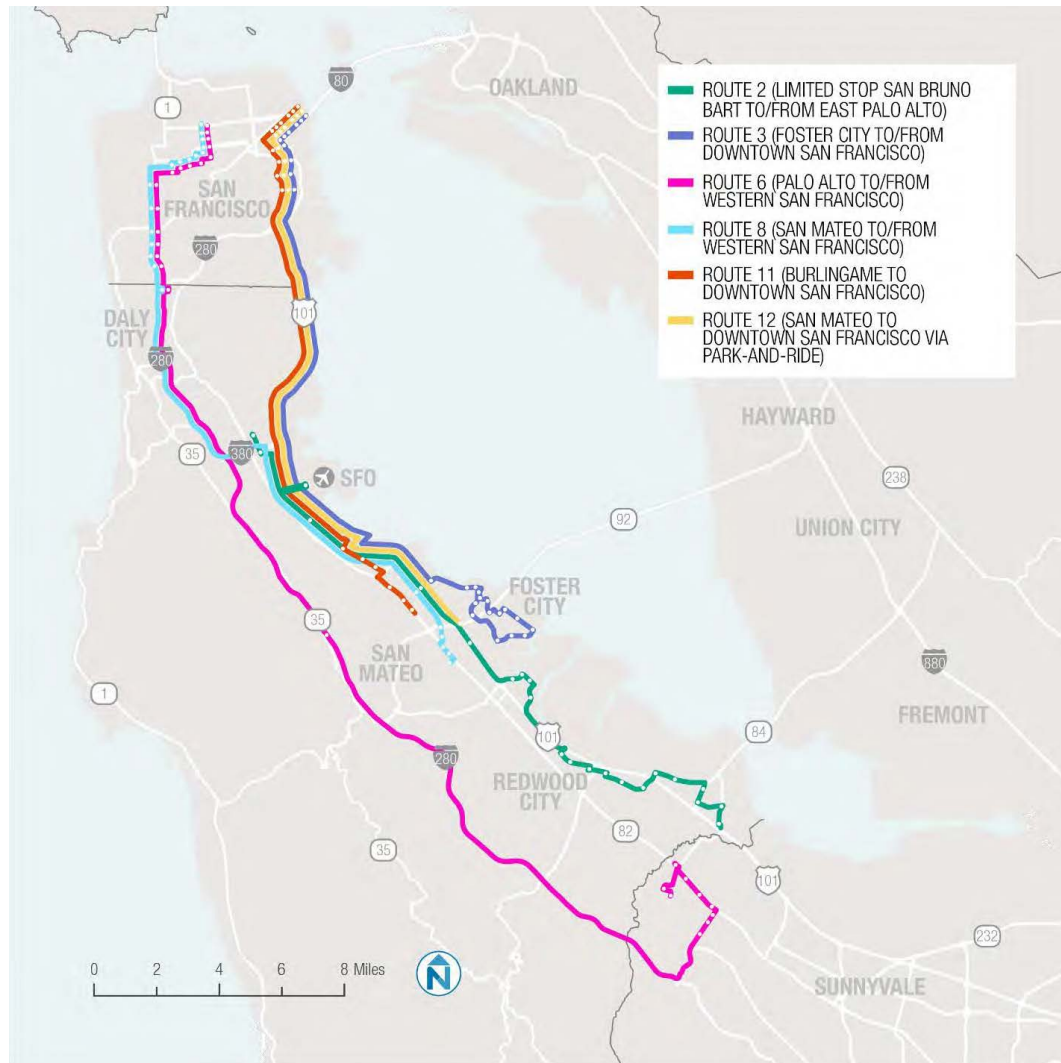 80
OAKLAND
1
ROUTE 2 (LIMITED STOP SAN BRUNO
BART TO/FROM EAST PALO ALTO)
ROUTE 3 (FOSTER CITY TO/FROM
DOWNTOWN SAN FRANCISCO)
ROUTE 6 (PALO ALTO TO/FROM
WESTERN SAN FRANCISCO)
ROUTE 8 (SAN MATEO TO/FROM
WESTERN SAN FRANCISCO)
ROUTE 11 (BURLINGAME TO
DOWNTOWN SAN FRANCISCO)
ROUTE 12 (SAN MATEO TO
DOWNTOWN SAN FRANCISCO VIA
PARK-AND-RIDE)
SAN
FRANCISCO
280
101
DALY
CITY
280
HAYWARD
35
380
SFO
238
92
UNION CITY
FOSTER
CITY
35
SAN
MATEO
880
1
FREMONT
101
84
280
REDWOOD
CITY
82
35
101
232
0 2 4 6 8 Miles
N
SUNNYVALE